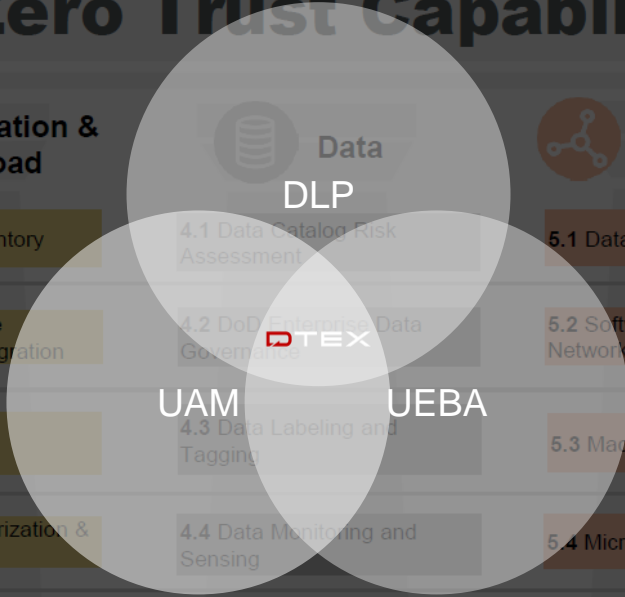 Zero Trust Capabil
ation &
oad
Data
DLP
ntory
4.1 Data Catalog Risk
Assessment
5.1 Data
e
gration
4.2 DoD Enterprise Data
Governance
DTEX
5.2 Soft
Network
UAM
UEBA
4.3 Data Labeling and
Tagging
5.3 Mac
rization &
4.4 Data Monitoring and
Sensing
5.4 Micr